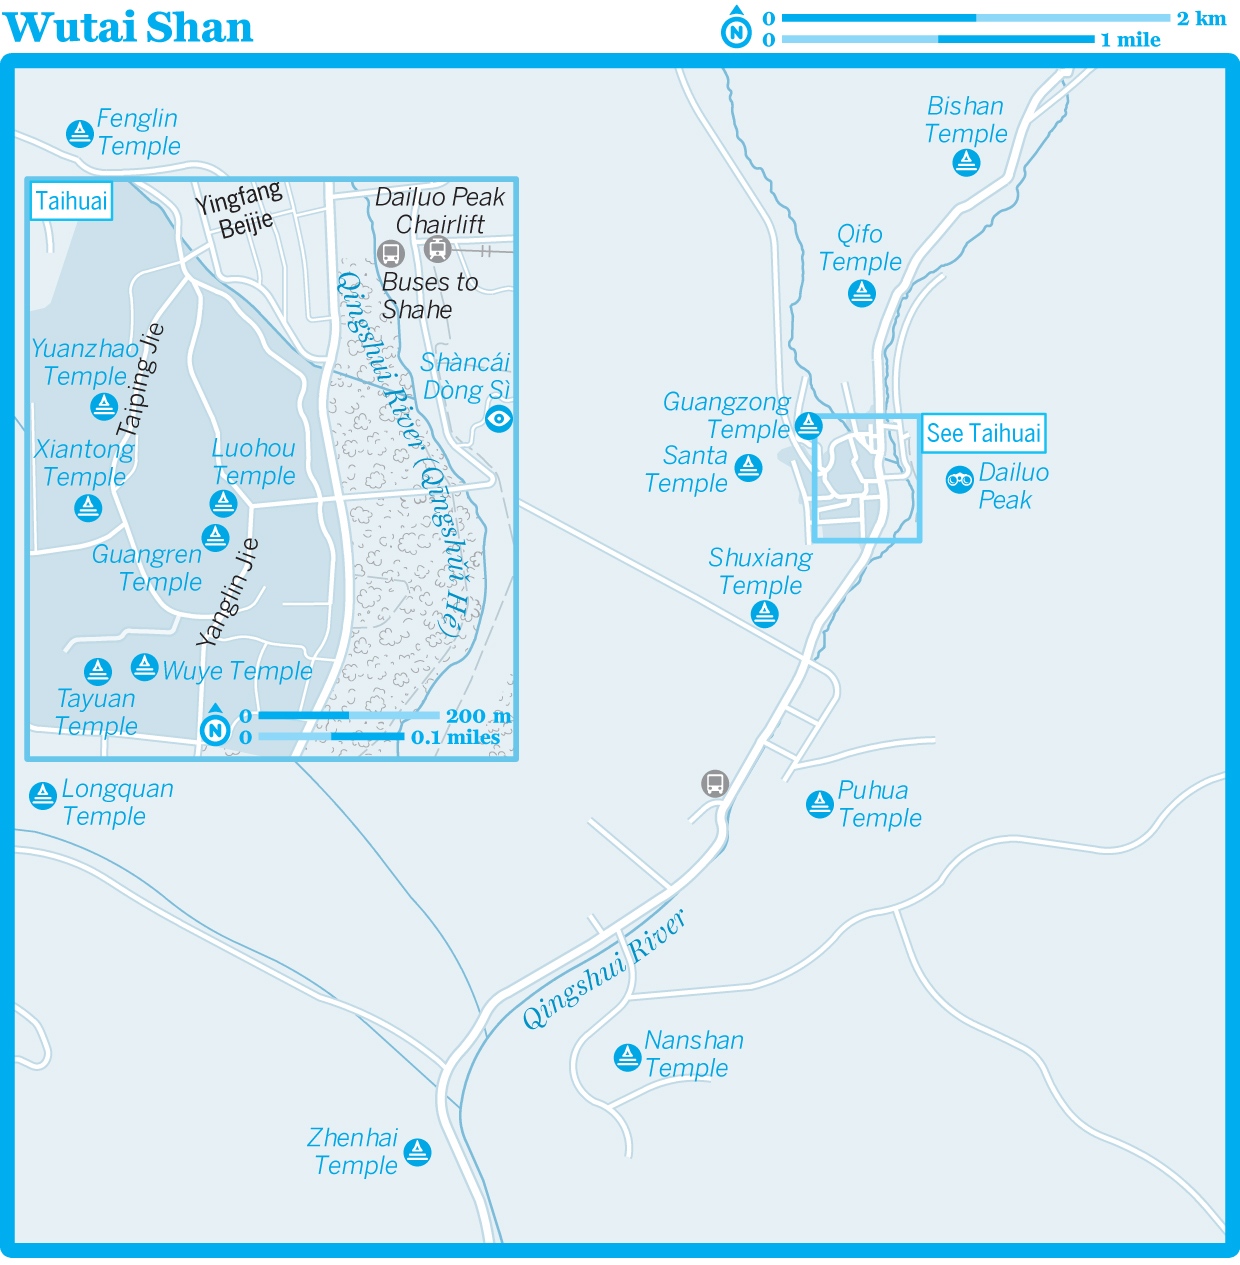 Wutai Shan
N
0
2 km
0
1 mile
Fenglin
Temple
Bishan
Temple
Taihuai
Yingfang
Beijie
Dailuo Peak
Chairlift
Buses to
Shahe
Qifo
Temple
Qingshui River (Qīngshuǐ Hé)
Yuanzhao
Temple
Taiping Jie
Shàncái
Dòng Sì
Xiantong
Temple
Luohou
Temple
Guangren
Temple
Yanglin Jie
Wuye Temple
Tayuan
Temple
N
0
200 m
0
0.1 miles
Guangzong
Temple
See Taihuai
Santa
Temple
Dailuo
Peak
Shuxiang
Temple
Longquan
Temple
Puhua
Temple
Qingshui River
Nanshan
Temple
Zhenhai
Temple